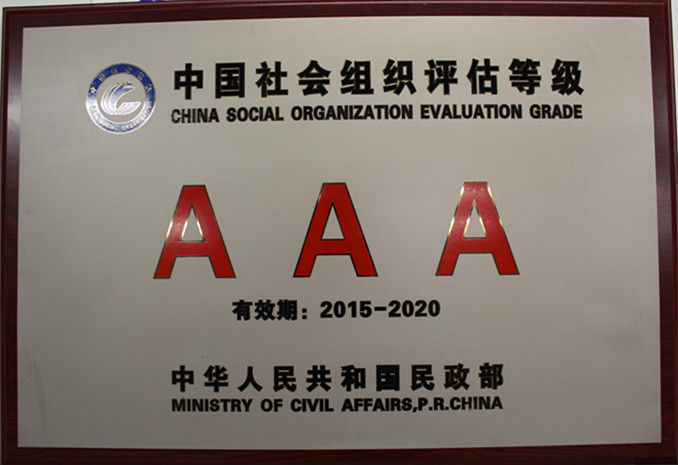 中国社会组织评估等级
CHINA SOCIAL ORGANIZATION EVALUATION GRADE
A A A
有效期：2015-2020
中华人民共和国民政部
MINISTRY OF CIVIL AFFAIRS,P.R.CHINA